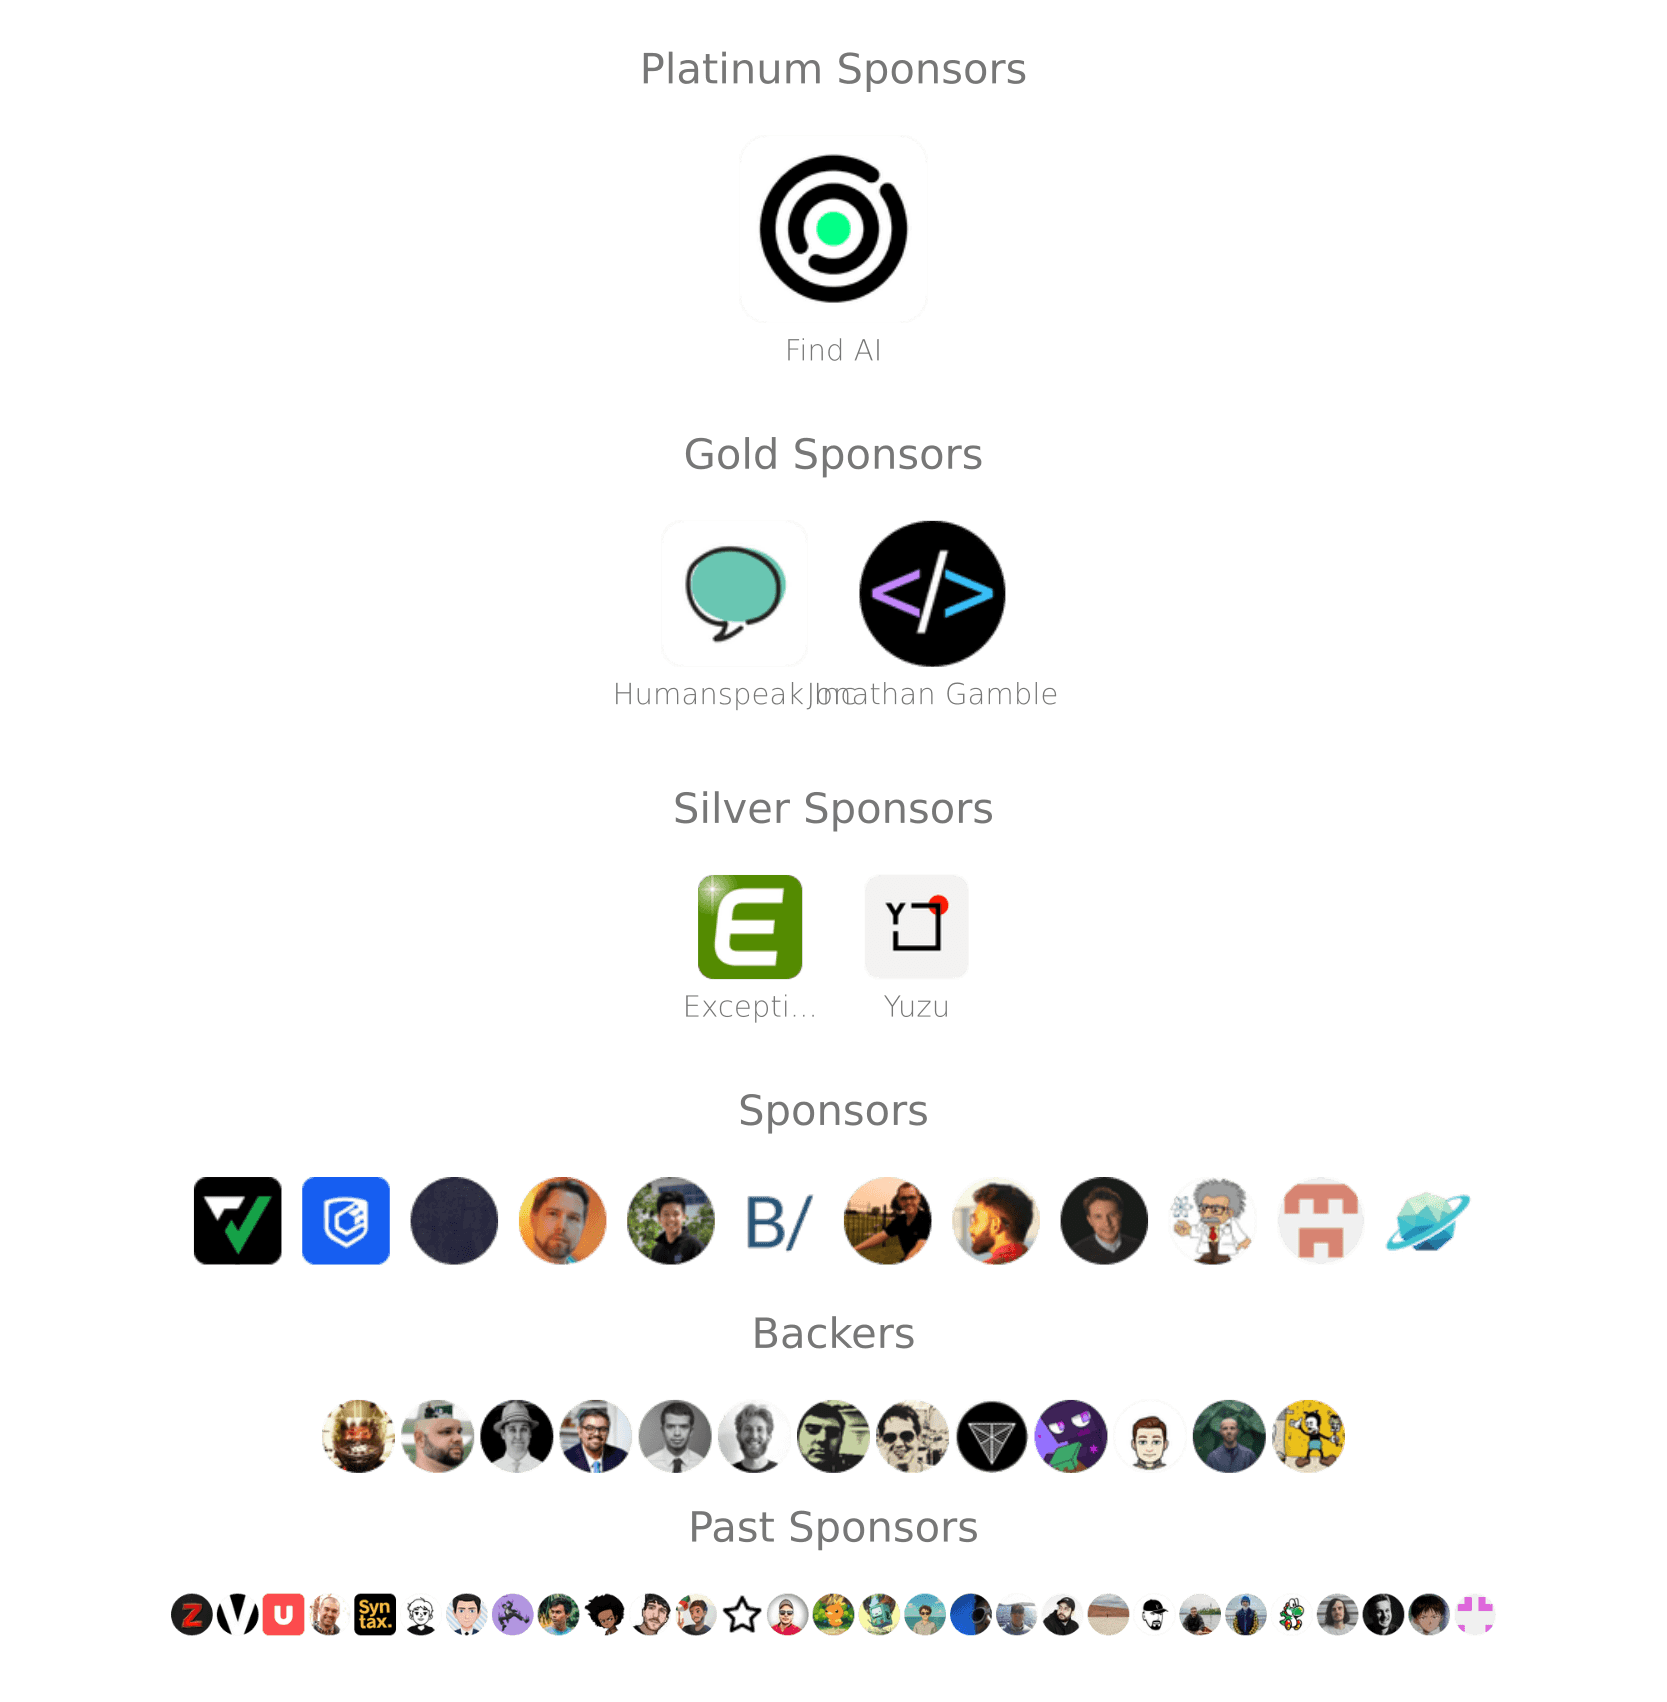 Platinum Sponsors
Find AI
Gold Sponsors
Humanspeak Inc
Jonathan Gamble
Silver Sponsors
E
Y
Excepti...
Yuzu
Sponsors
B/
Backers
Past Sponsors
Z
V
U
Syn
tax.